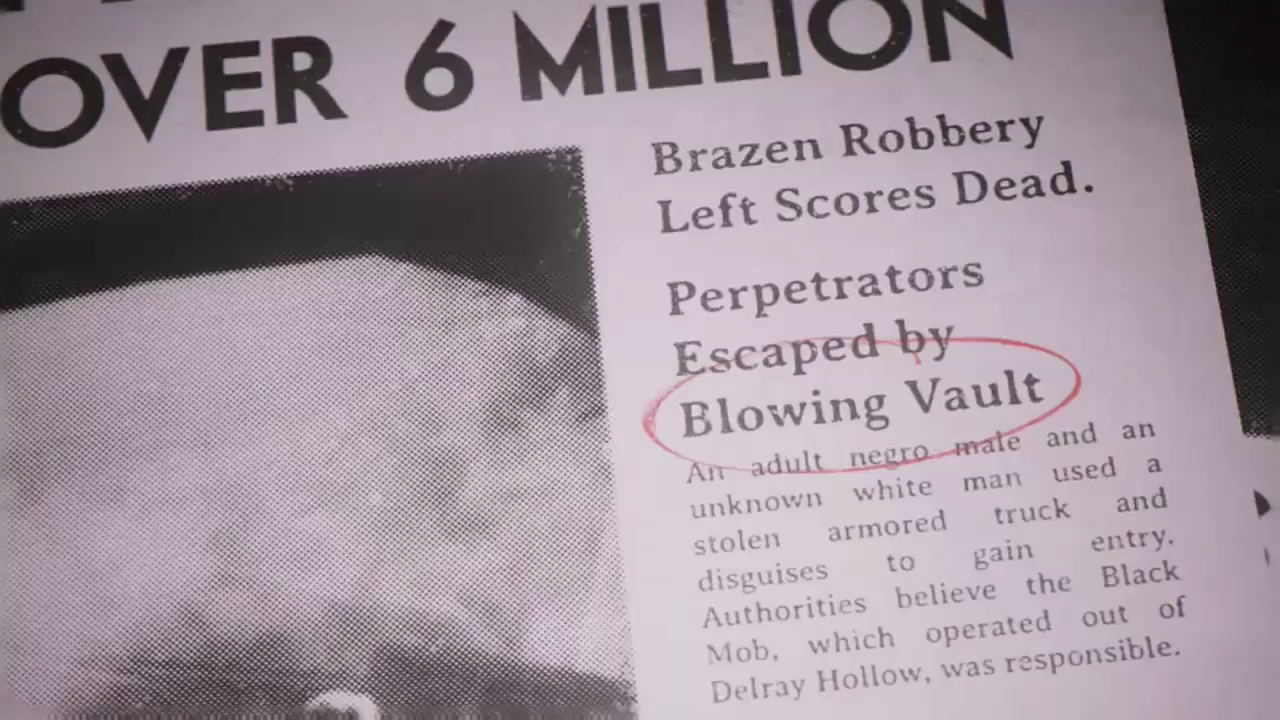 OVER 6 MILLION
Brazen Robbery
Left Scores Dead.
Perpetrators
Escaped by
Blowing Vault
An adult negro male and an
unknown white man used a
stolen armored truck and
disguises to gain entry.
Authorities believe the Black
Mob, which operated out of
Delray Hollow, was responsible.